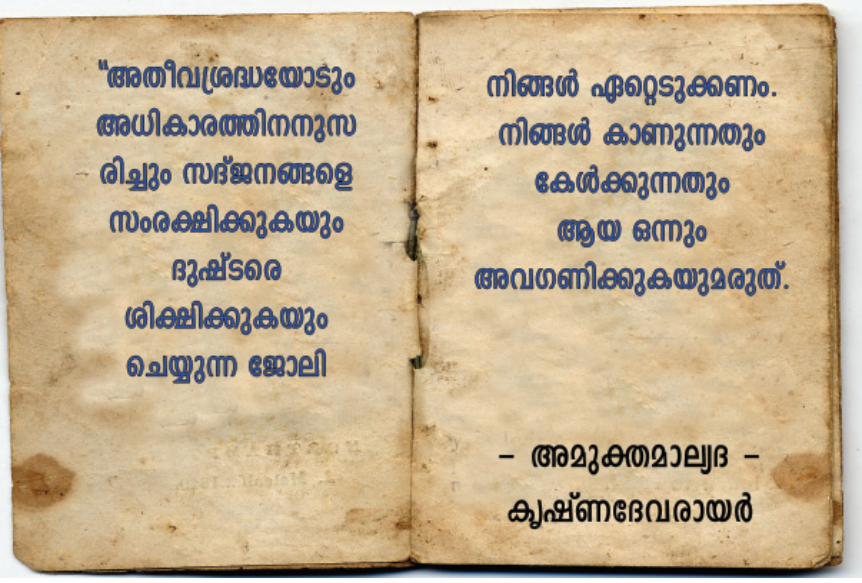 "അതീവശ്രദ്ധയോടും
അധികാരത്തിനനുസ
രിച്ചും സദ്ജനങ്ങളെ
സംരക്ഷിക്കുകയും
ദുഷ്ടരെ
ശിക്ഷിക്കുകയും
ചെയ്യുന്ന ജോലി
നിങ്ങൾ ഏറ്റെടുക്കണം.
നിങ്ങൾ കാണുന്നതും
കേൾക്കുന്നതും
ആയ ഒന്നും
അവഗണിക്കുകയുമരുത്.
– അമുക്തമാല്യദ –
കൃഷ്ണദേവരായർ